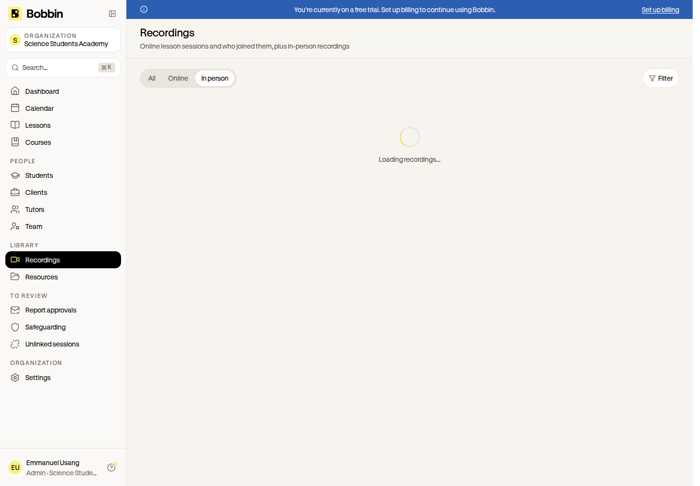 Bobbin
ORGANIZATION
S
Science Students Academy
Search...
⌘ K
Dashboard
Calendar
Lessons
Courses
PEOPLE
Students
Clients
Tutors
Team
LIBRARY
Recordings
Resources
TO REVIEW
Report approvals
Safeguarding
Unlinked sessions
ORGANIZATION
Settings
EU
Emmanuel Usang
Admin · Science Stude...
You're currently on a free trial. Set up billing to continue using Bobbin.
Set up billing
Recordings
Online lesson sessions and who joined them, plus in-person recordings
All
Online
In person
Filter
Loading recordings...